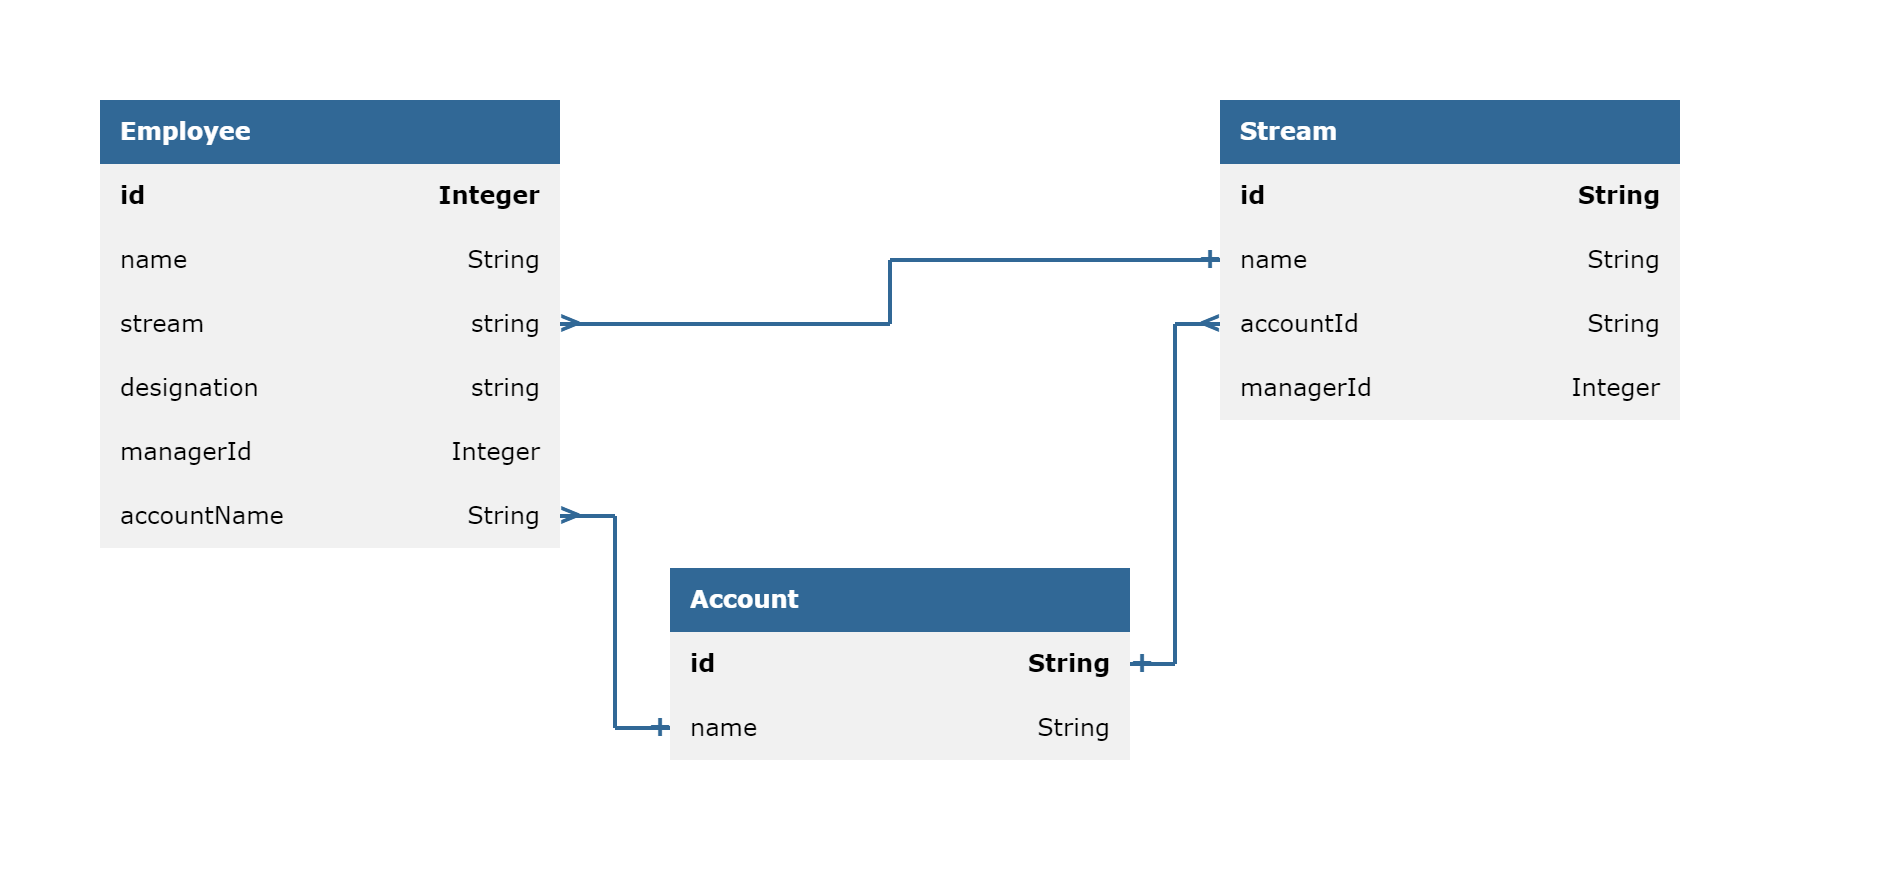 Employee
id Integer
name String
stream string
designation string
managerId Integer
accountName String
Stream
id String
name String
accountId String
managerId Integer
Account
id String
name String